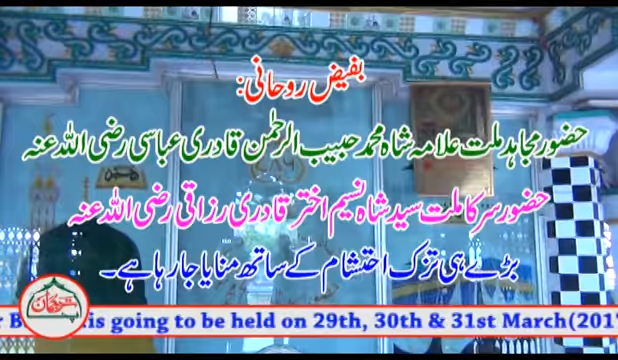 بفیض روحانی:
حضور مجاہد ملت علامہ شاہ محمد حبیب الرحمٰن قادری عباسی رضی اللہ عنہ
حضور سرکار ملت سید شاہ نسیم اختر قادری رزاقی رضی اللہ عنہ
بڑے ہی تزک احتشام کے ساتھ منایا جا رہا ہے۔
is going to be held on 29th, 30th & 31st March(2017